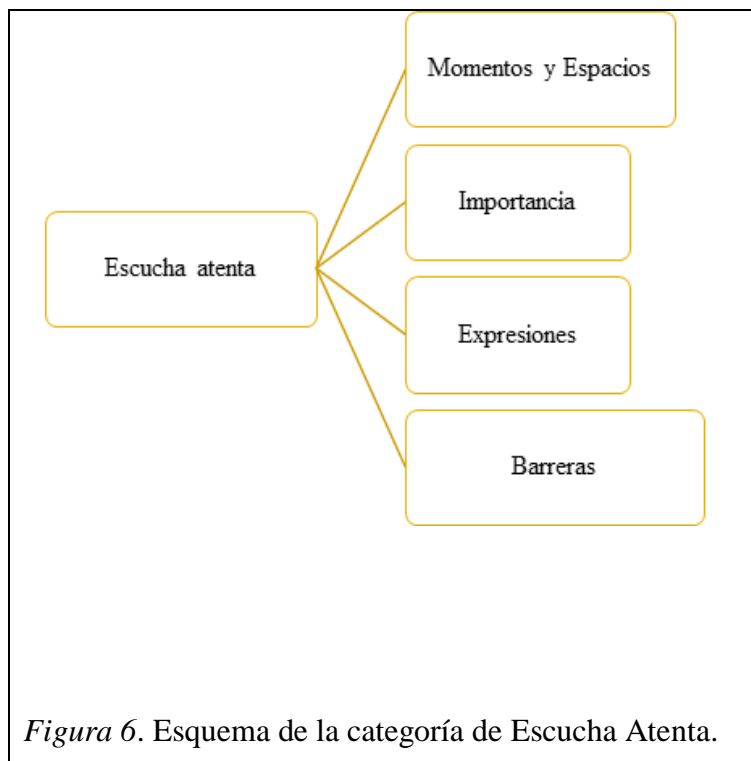 Momentos y Espacios
Importancia
Escucha atenta
Expresiones
Barreras
Figura 6. Esquema de la categoría de Escucha Atenta.